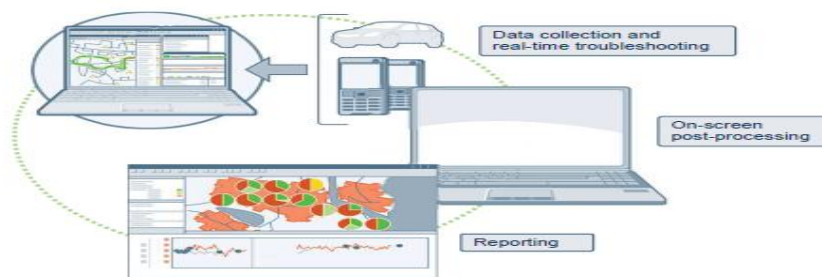 Data collection and
real-time troubleshooting
On-screen
post-processing
Reporting